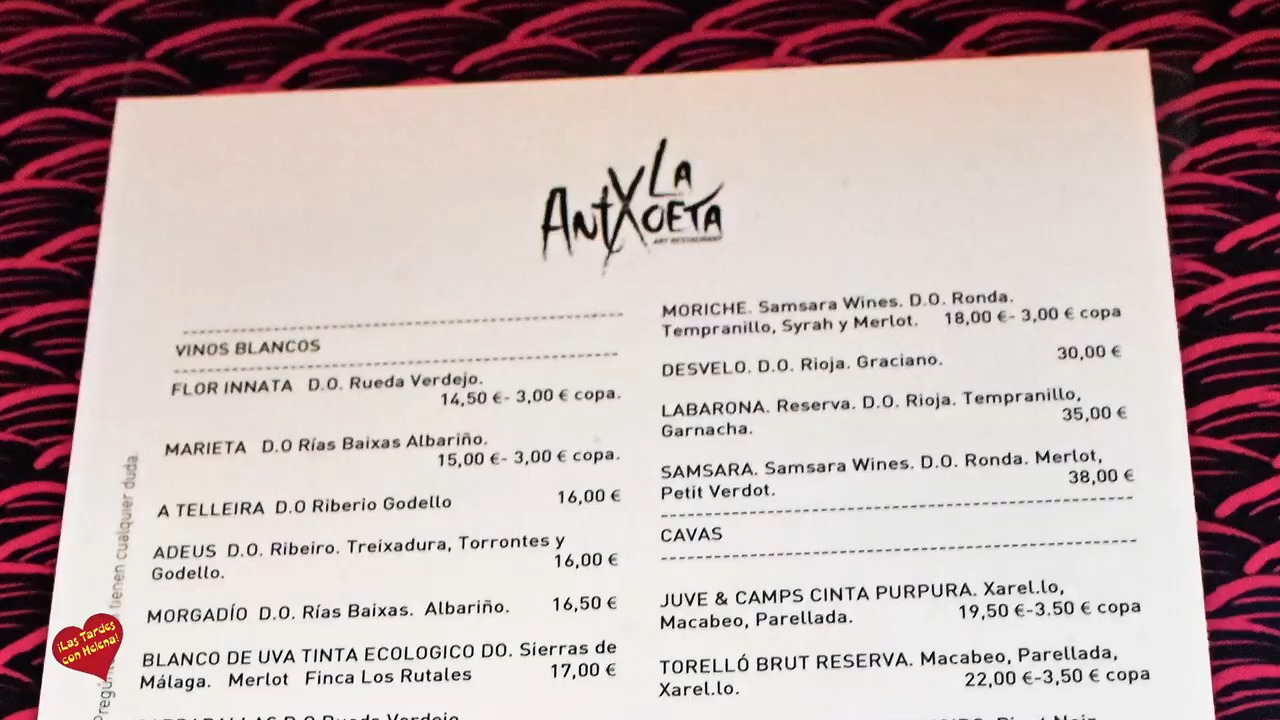 LA
ANTXOETA
ART RESTAURANT
VINOS BLANCOS
FLOR INNATA D.O. Rueda Verdejo.
14,50 €- 3,00 € copa.
MARIETA D.O Rías Baixas Albariño.
15,00 €- 3,00 € copa.
A TELLEIRA D.O Riberio Godello 16,00 €
ADEUS D.O. Ribeiro. Treixadura, Torrontes y
Godello. 16,00 €
MORGADÍO D.O. Rías Baixas. Albariño. 16,50 €
BLANCO DE UVA TINTA ECOLOGICO DO. Sierras de
Málaga. Merlot Finca Los Rutales 17,00 €
D.O Rueda Verdejo
MORICHE. Samsara Wines. D.O. Ronda.
Tempranillo, Syrah y Merlot. 18,00 €- 3,00 € copa
DESVELO. D.O. Rioja. Graciano. 30,00 €
LABARONA. Reserva. D.O. Rioja. Tempranillo,
Garnacha. 35,00 €
SAMSARA. Samsara Wines. D.O. Ronda. Merlot,
Petit Verdot. 38,00 €
CAVAS
JUVE & CAMPS CINTA PURPURA. Xarel.lo,
Macabeo, Parellada. 19,50 €-3.50 € copa
TORELLÓ BRUT RESERVA. Macabeo, Parellada,
Xarel.lo. 22,00 €-3,50 € copa
tienen cualquier duda.
¡Las Tardes
con Helena!